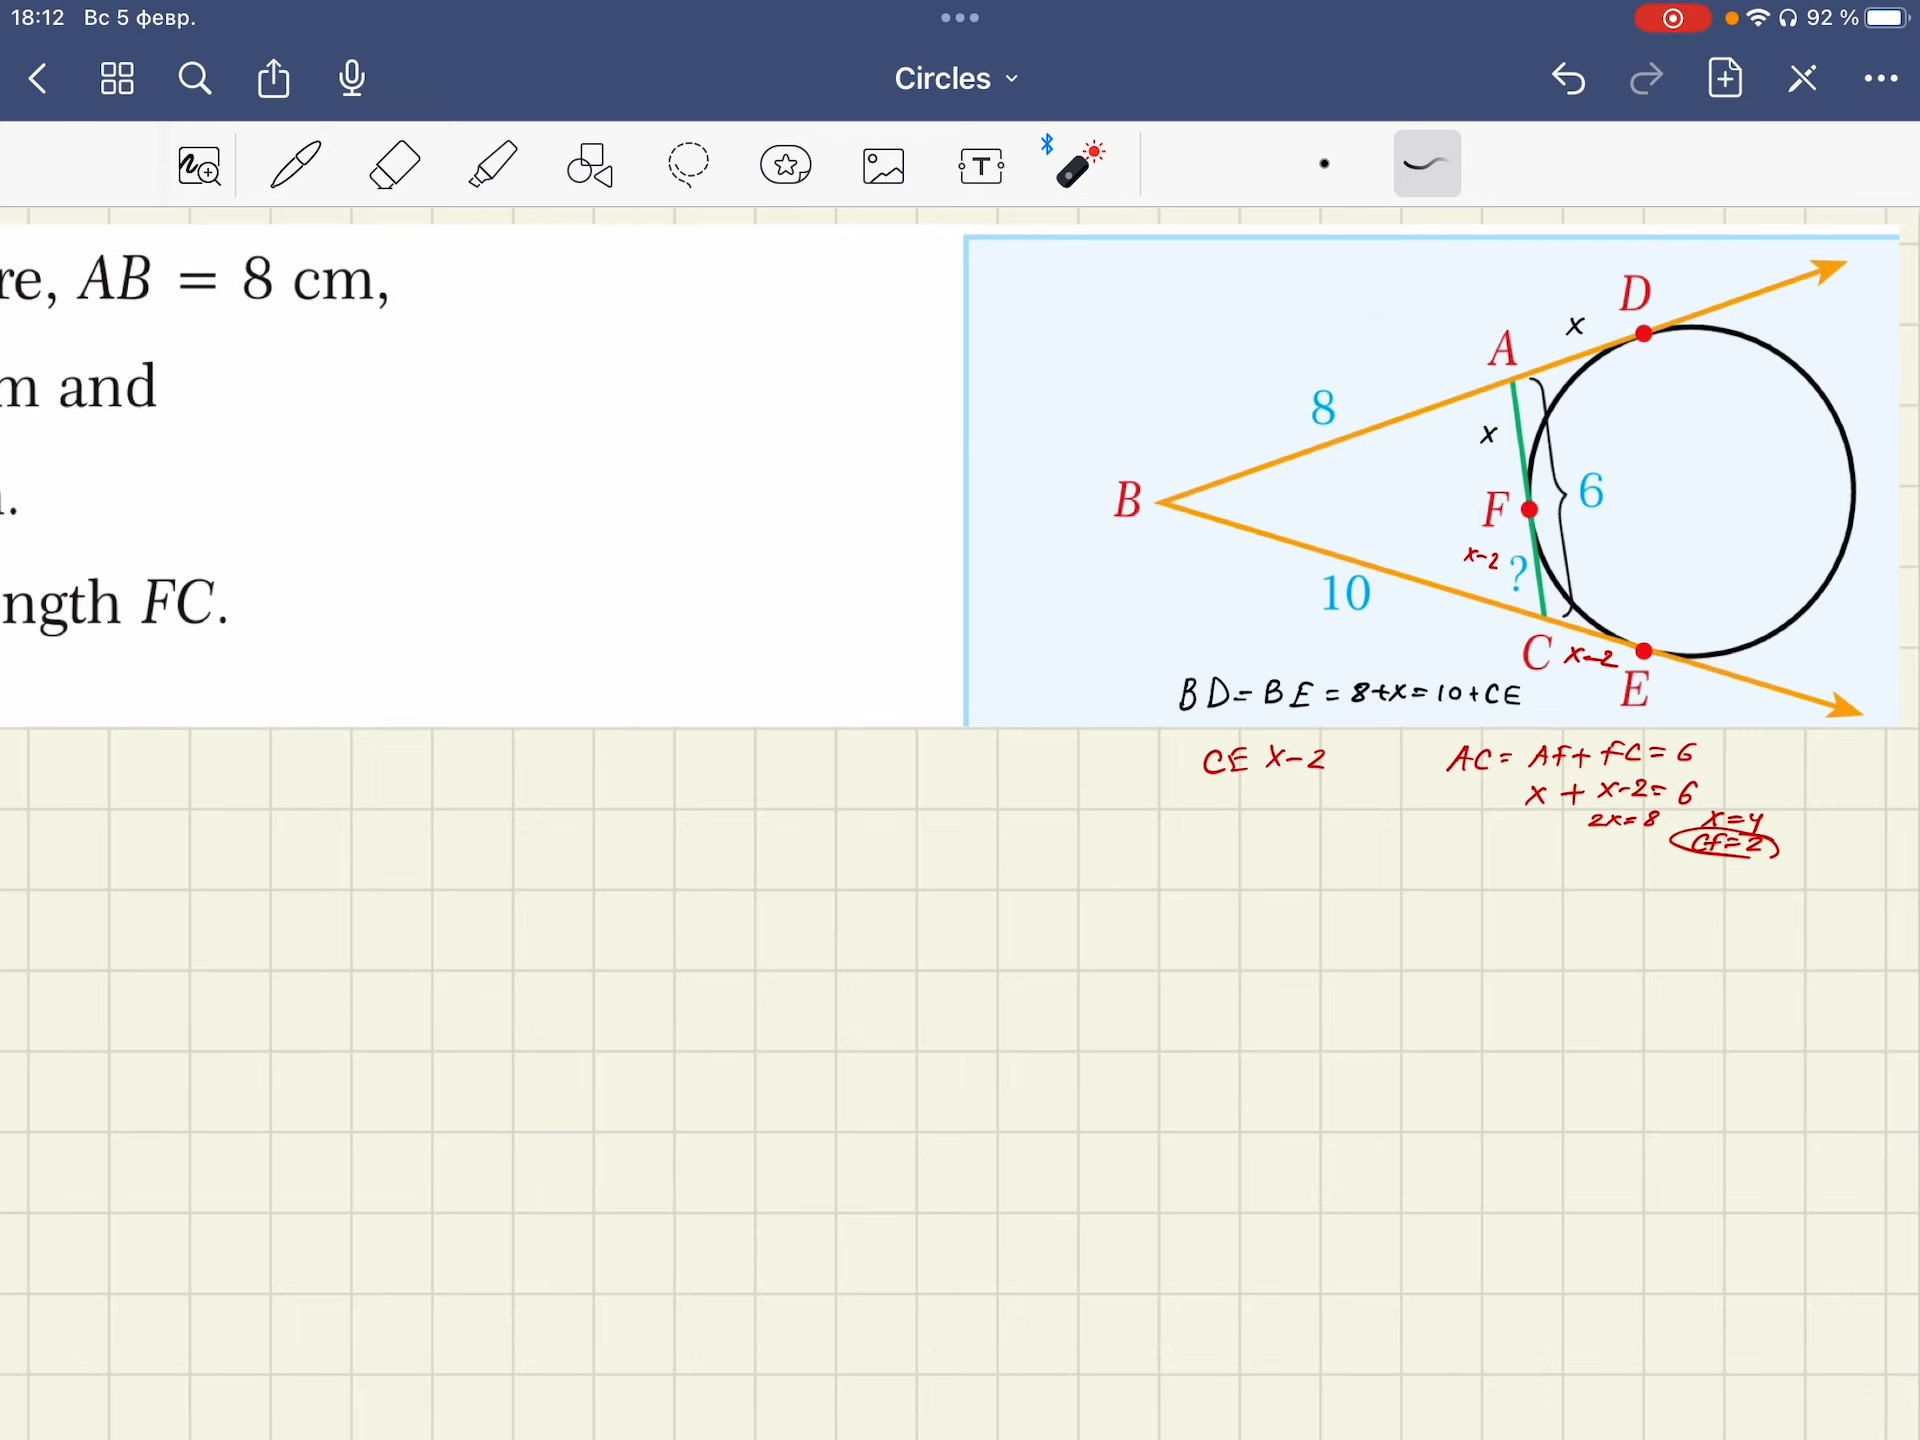 18:12 Вс 5 февр.
92 %
Circles
T
re, AB = 8 cm,
m and
.
ngth FC.
D
x
A
8
x
B
F
6
x-2 ?
10
C x-2
E
BD=BE=8+x=10+CE
CE x-2
AC= AF+FC=6
x+x-2=6
2x=8 x=4
CF=2